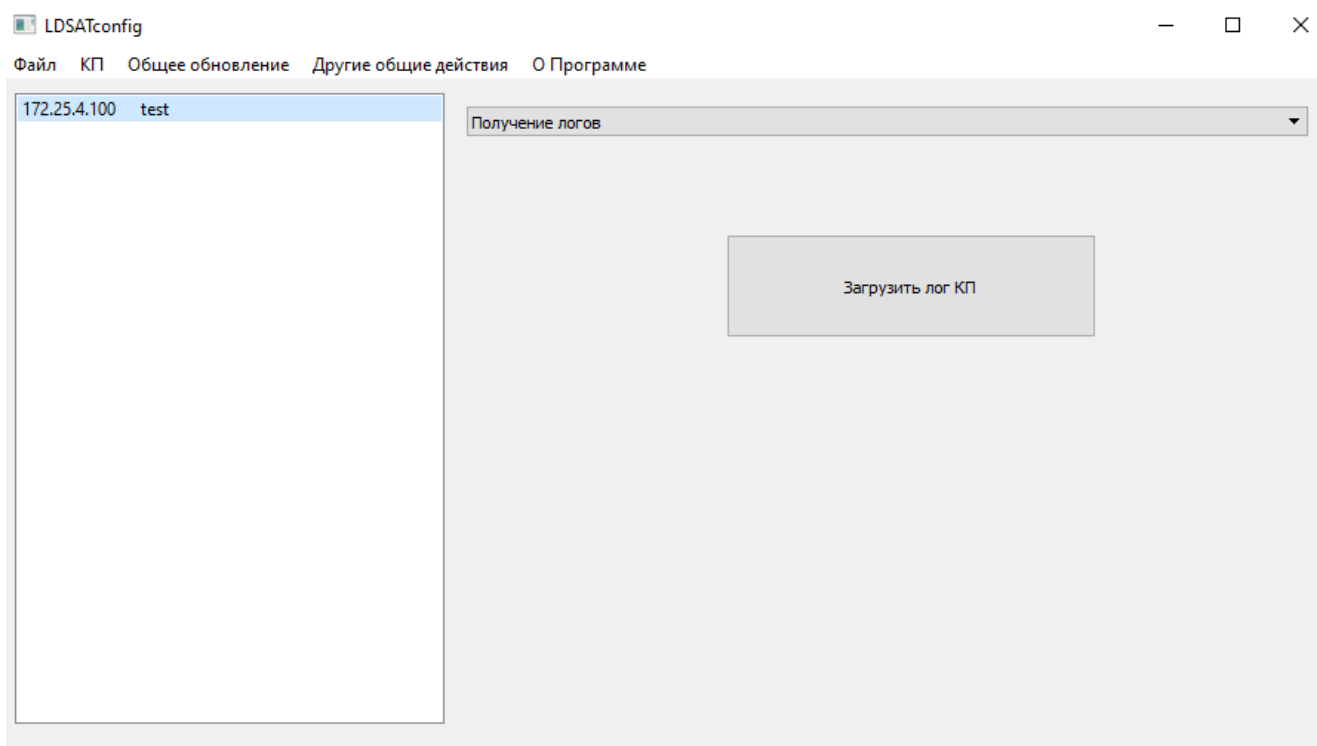 LDSATconfig
Файл КП Общее обновление Другие общие действия О Программе
172.25.4.100 test
Получение логов
Загрузить лог КП